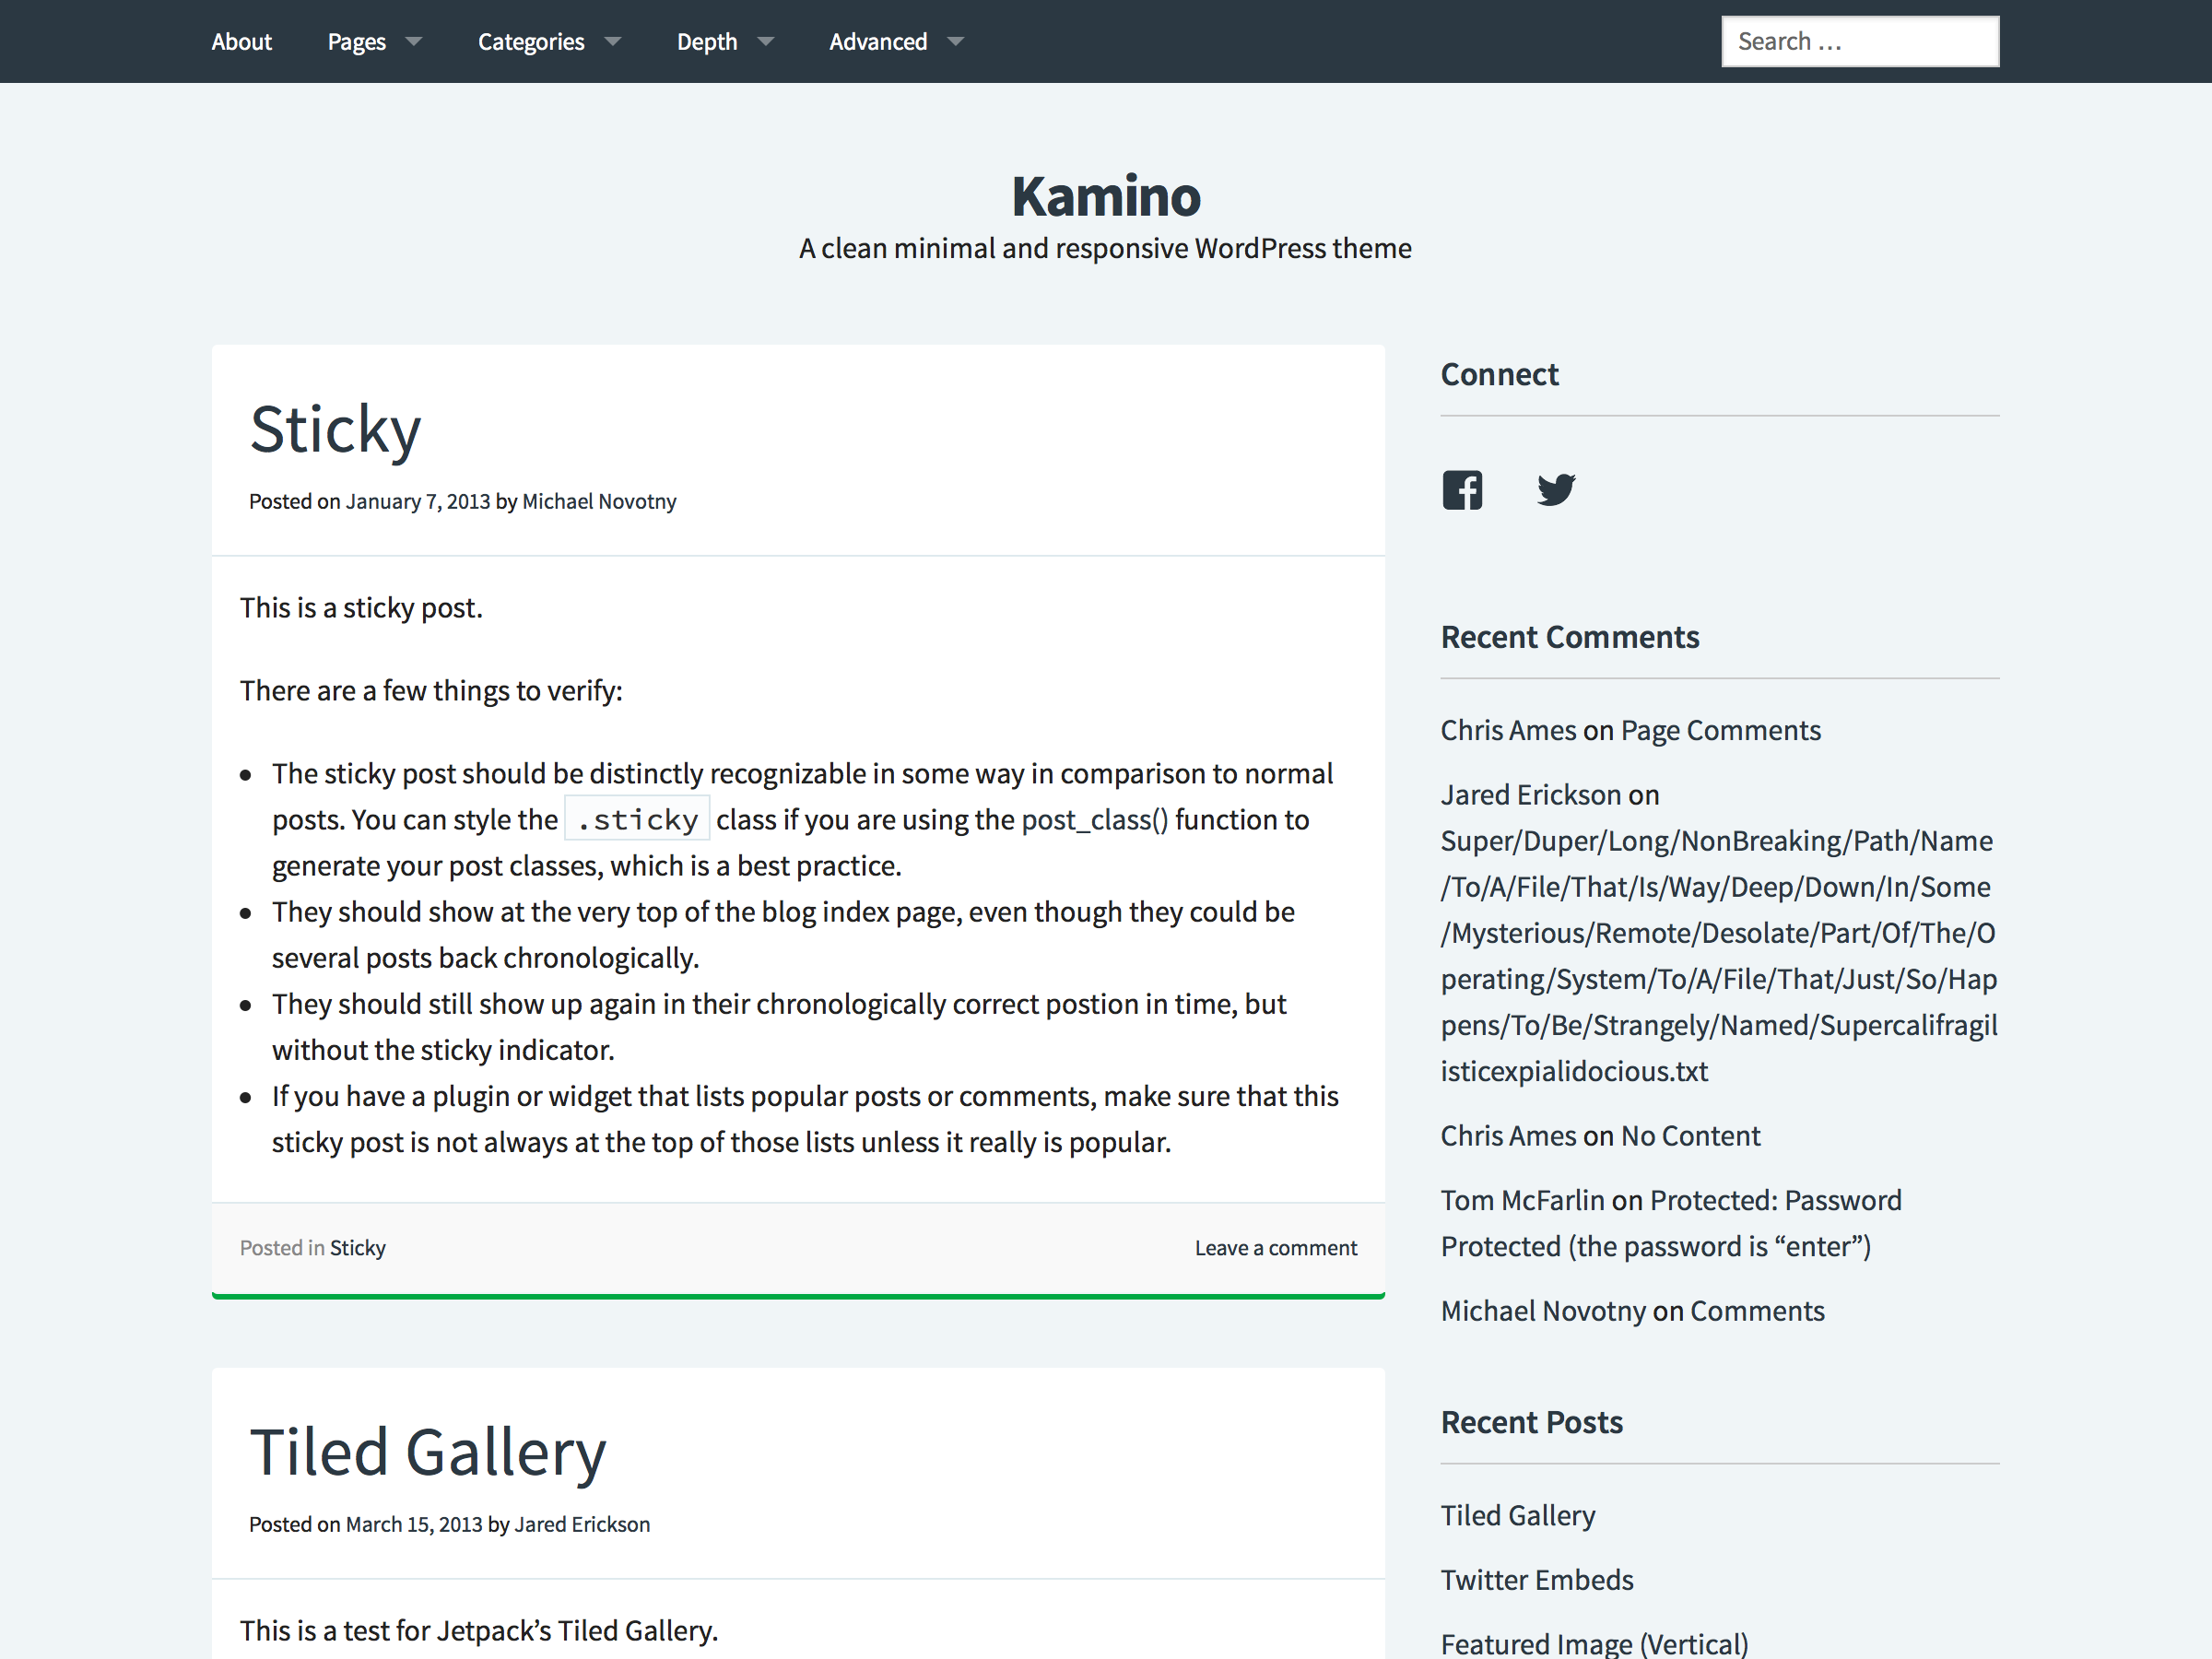 About Pages Categories Depth Advanced Search …
Kamino
A clean minimal and responsive WordPress theme
Sticky
Posted on January 7, 2013 by Michael Novotny
This is a sticky post.
There are a few things to verify:
The sticky post should be distinctly recognizable in some way in comparison to normal
posts. You can style the .sticky class if you are using the post_class() function to
generate your post classes, which is a best practice.
They should show at the very top of the blog index page, even though they could be
several posts back chronologically.
They should still show up again in their chronologically correct postion in time, but
without the sticky indicator.
If you have a plugin or widget that lists popular posts or comments, make sure that this
sticky post is not always at the top of those lists unless it really is popular.
Posted in Sticky
Leave a comment
Tiled Gallery
Posted on March 15, 2013 by Jared Erickson
This is a test for Jetpack’s Tiled Gallery.
Connect
Recent Comments
Chris Ames on Page Comments
Jared Erickson on
Super/Duper/Long/NonBreaking/Path/Name
/To/A/File/That/Is/Way/Deep/Down/In/Some
/Mysterious/Remote/Desolate/Part/Of/The/O
perating/System/To/A/File/That/Just/So/Hap
pens/To/Be/Strangely/Named/Supercalifragil
isticexpialidocious.txt
Chris Ames on No Content
Tom McFarlin on Protected: Password
Protected (the password is “enter”)
Michael Novotny on Comments
Recent Posts
Tiled Gallery
Twitter Embeds
Featured Image (Vertical)